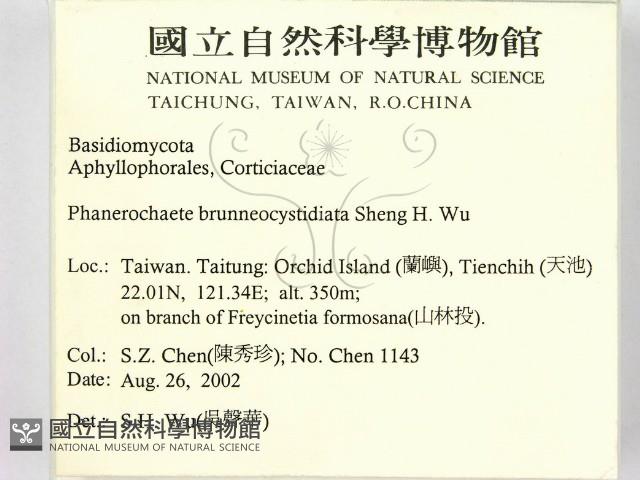 國立自然科學博物館
NATIONAL MUSEUM OF NATURAL SCIENCE
TAICHUNG, TAIWAN, R.O.CHINA
Basidiomycota
Aphyllophorales, Corticiaceae
Phanerochaete brunneocystidiata Sheng H. Wu
Loc.: Taiwan. Taitung: Orchid Island (蘭嶼), Tienchih (天池)
22.01N, 121.34E; alt. 350m;
on branch of Freycinetia formosana(山林投).
Col.: S.Z. Chen(陳秀珍); No. Chen 1143
Date: Aug. 26, 2002
Det.: S.H. Wu(吳聲華)
國立自然科學博物館
NATIONAL MUSEUM OF NATURAL SCIENCE